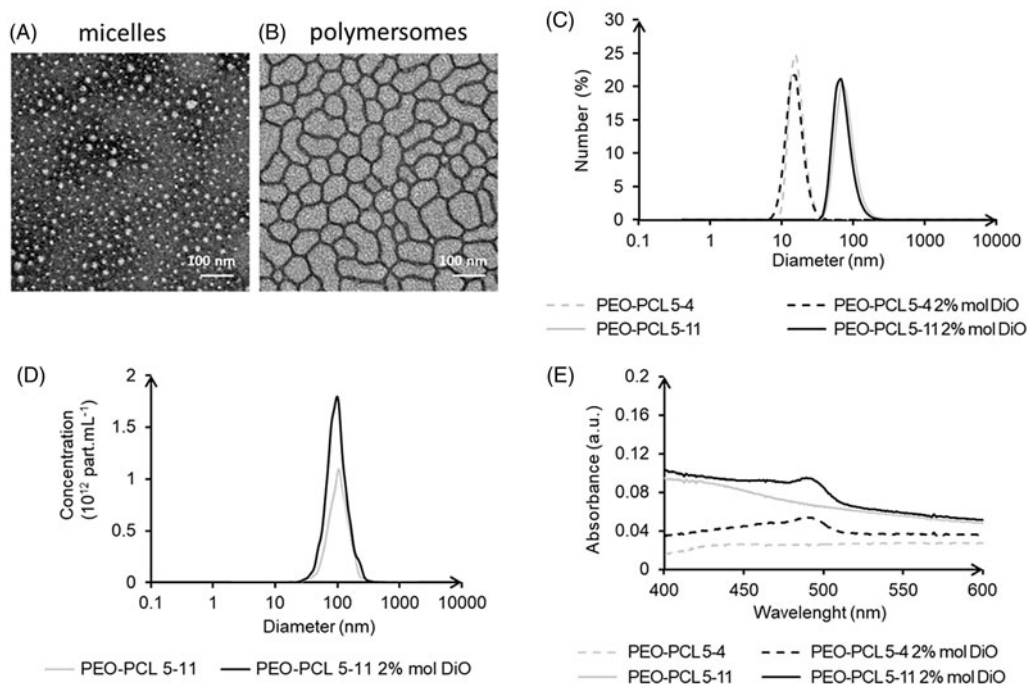 (A) micelles
100 nm
(B) polymersomes
100 nm
(C)
Number (%)
30
25
20
15
10
5
0
0.1 1 10 100 1000 10000
Diameter (nm)
PEO-PCL 5-4 PEO-PCL 5-4 2% mol DiO
PEO-PCL 5-11 PEO-PCL 5-11 2% mol DiO
(D)
Concentration
(10¹² part.mL⁻¹)
2
1.5
1
0.5
0
0.1 1 10 100 1000 10000
Diameter (nm)
PEO-PCL 5-11 PEO-PCL 5-11 2% mol DiO
(E)
Absorbance (a.u.)
0.2
0.16
0.12
0.08
0.04
0
400 450 500 550 600
Wavelenght (nm)
PEO-PCL 5-4 PEO-PCL 5-4 2% mol DiO
PEO-PCL 5-11 PEO-PCL 5-11 2% mol DiO